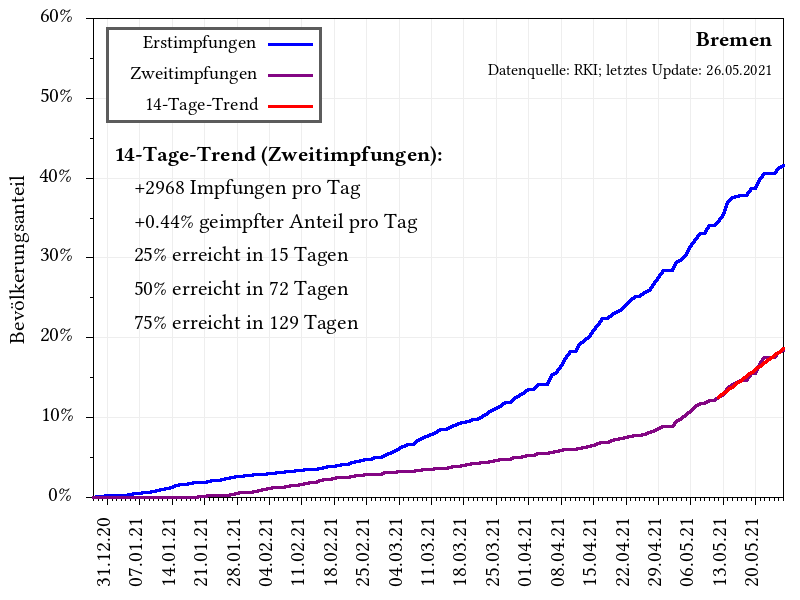 60%
50%
40%
30%
20%
10%
0%
Bevölkerungsanteil
Erstimpfungen
Zweitimpfungen
14-Tage-Trend
Bremen
Datenquelle: RKI; letztes Update: 26.05.2021
14-Tage-Trend (Zweitimpfungen):
+2968 Impfungen pro Tag
+0.44% geimpfter Anteil pro Tag
25% erreicht in 15 Tagen
50% erreicht in 72 Tagen
75% erreicht in 129 Tagen
31.12.20
07.01.21
14.01.21
21.01.21
28.01.21
04.02.21
11.02.21
18.02.21
25.02.21
04.03.21
11.03.21
18.03.21
25.03.21
01.04.21
08.04.21
15.04.21
22.04.21
29.04.21
06.05.21
13.05.21
20.05.21